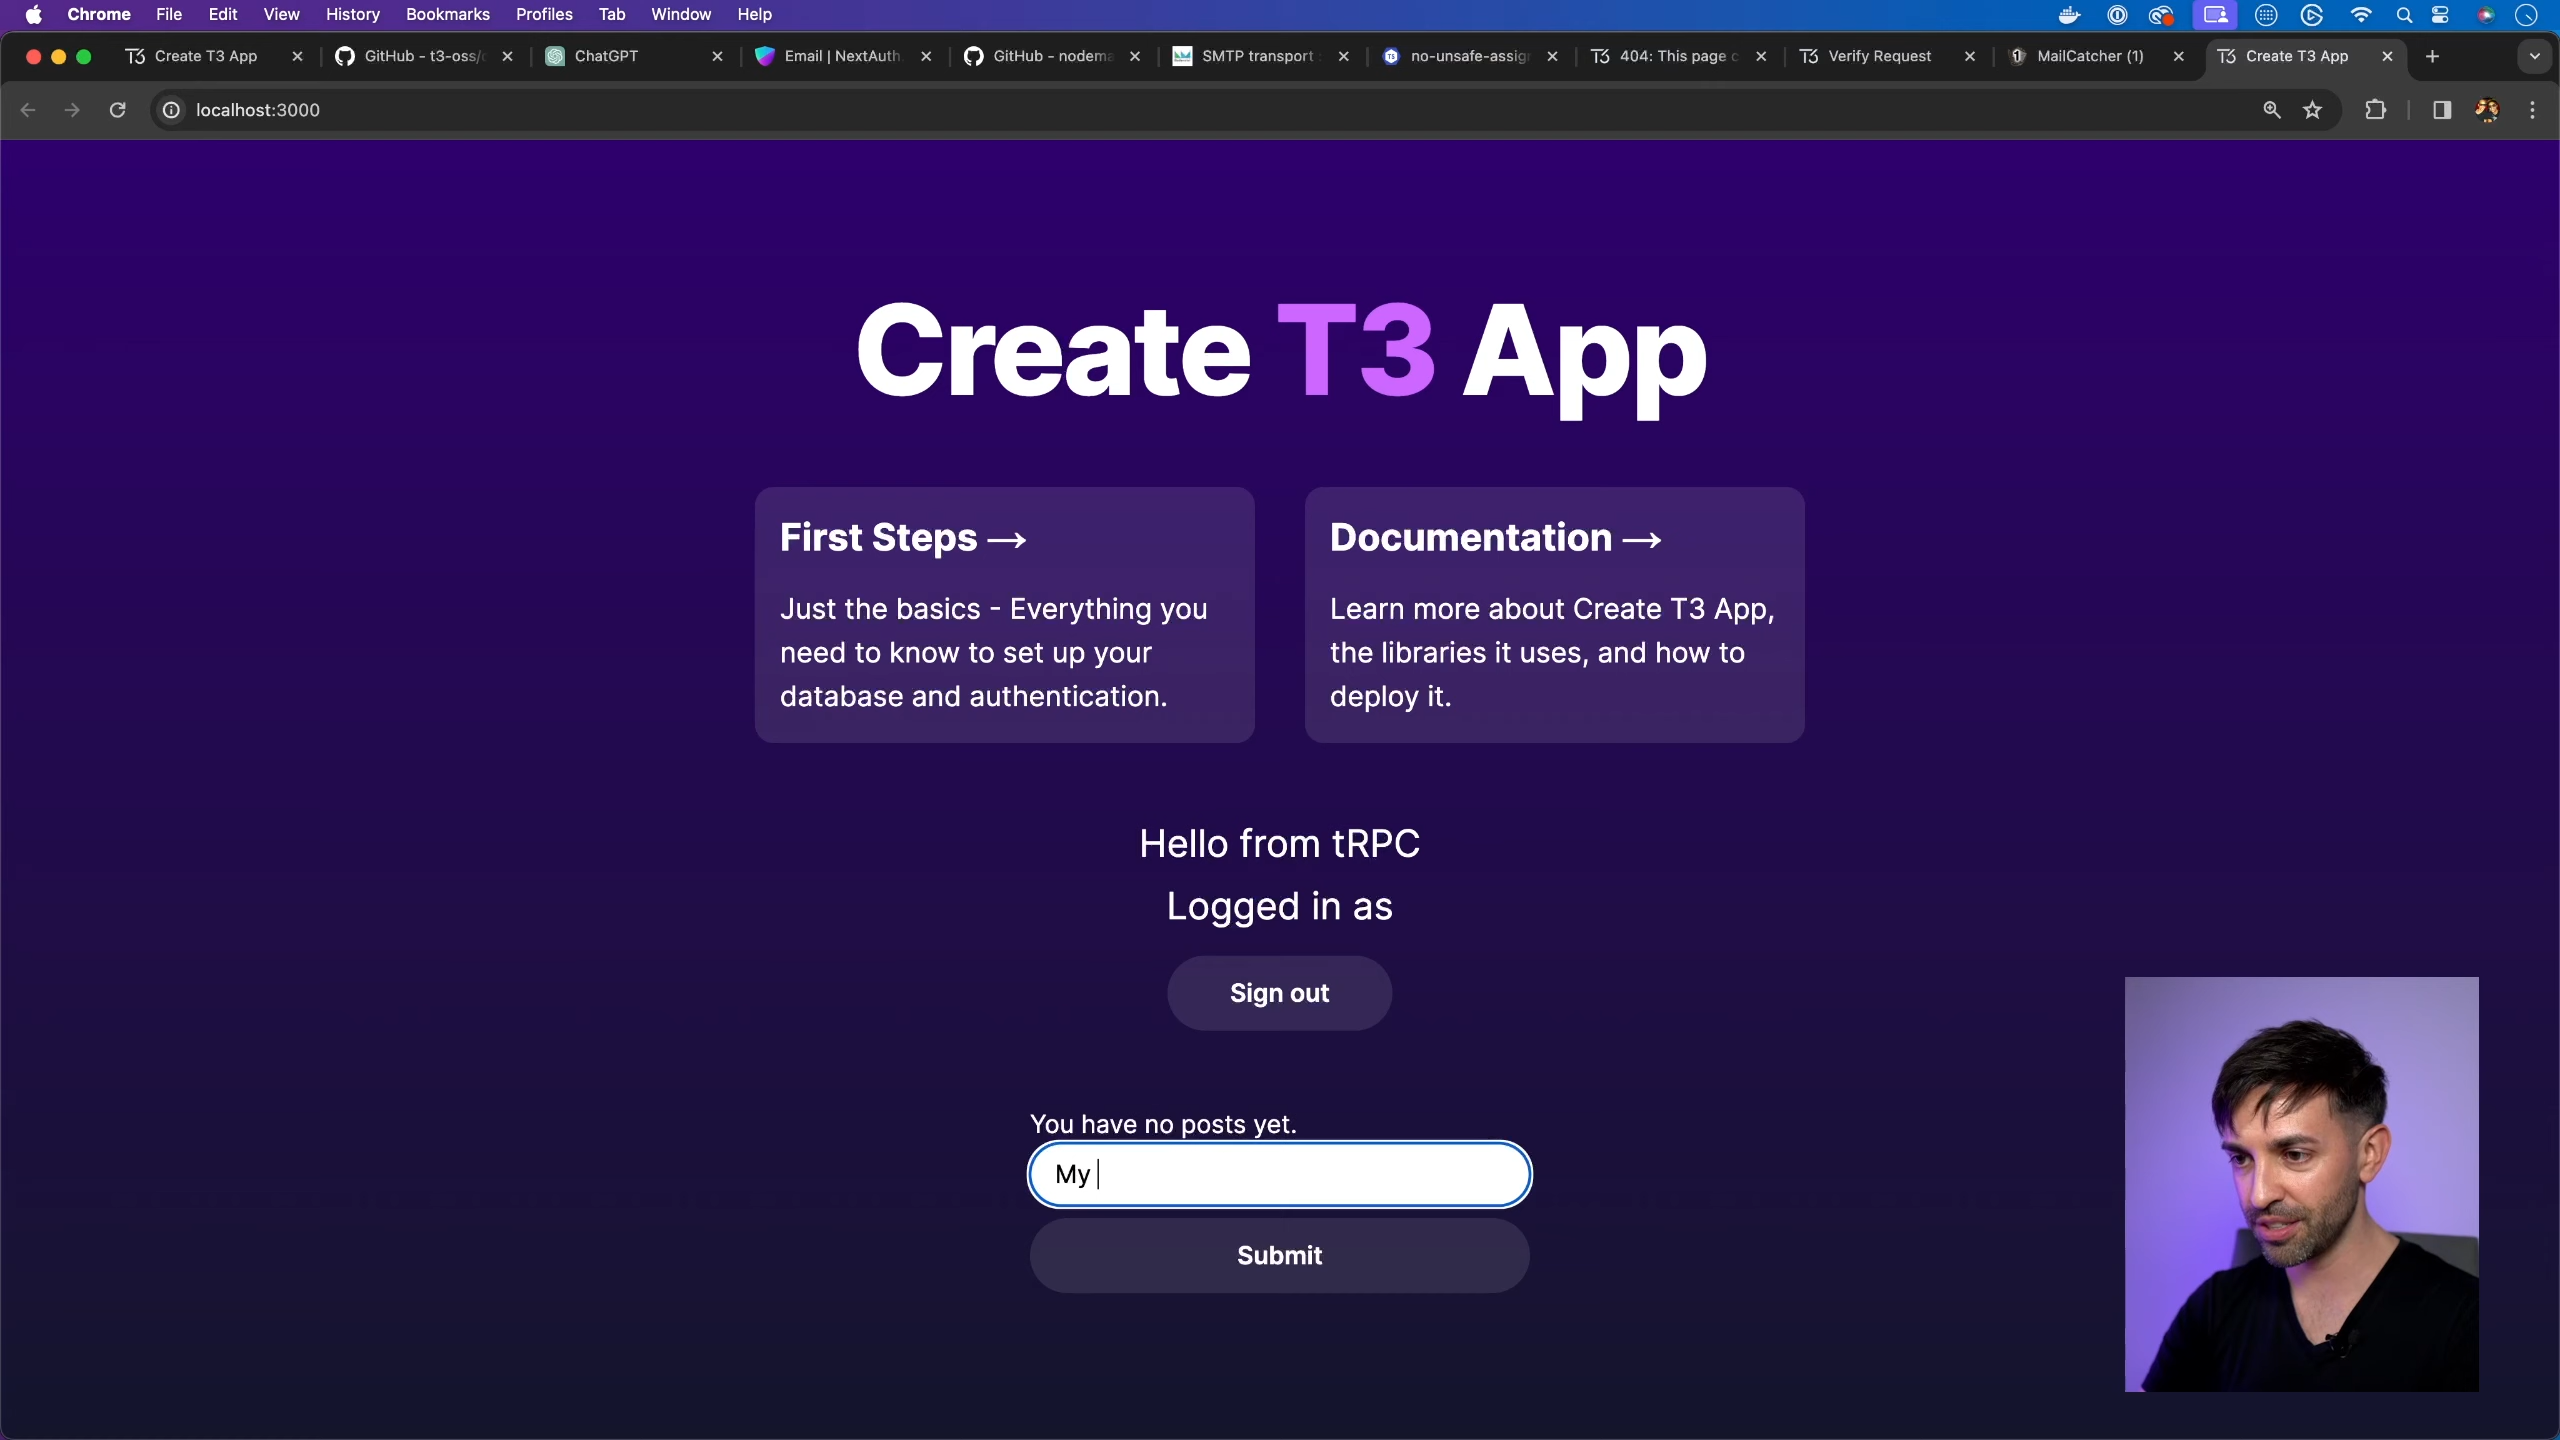 Chrome File Edit View History Bookmarks Profiles Tab Window Help
Create T3 App GitHub - t3-oss/ ChatGPT Email | NextAuth. GitHub - nodema SMTP transport no-unsafe-assig 404: This page c Verify Request MailCatcher (1) Create T3 App
localhost:3000
Create T3 App
First Steps →
Just the basics - Everything you
need to know to set up your
database and authentication.
Documentation →
Learn more about Create T3 App,
the libraries it uses, and how to
deploy it.
Hello from tRPC
Logged in as
Sign out
You have no posts yet.
My
Submit